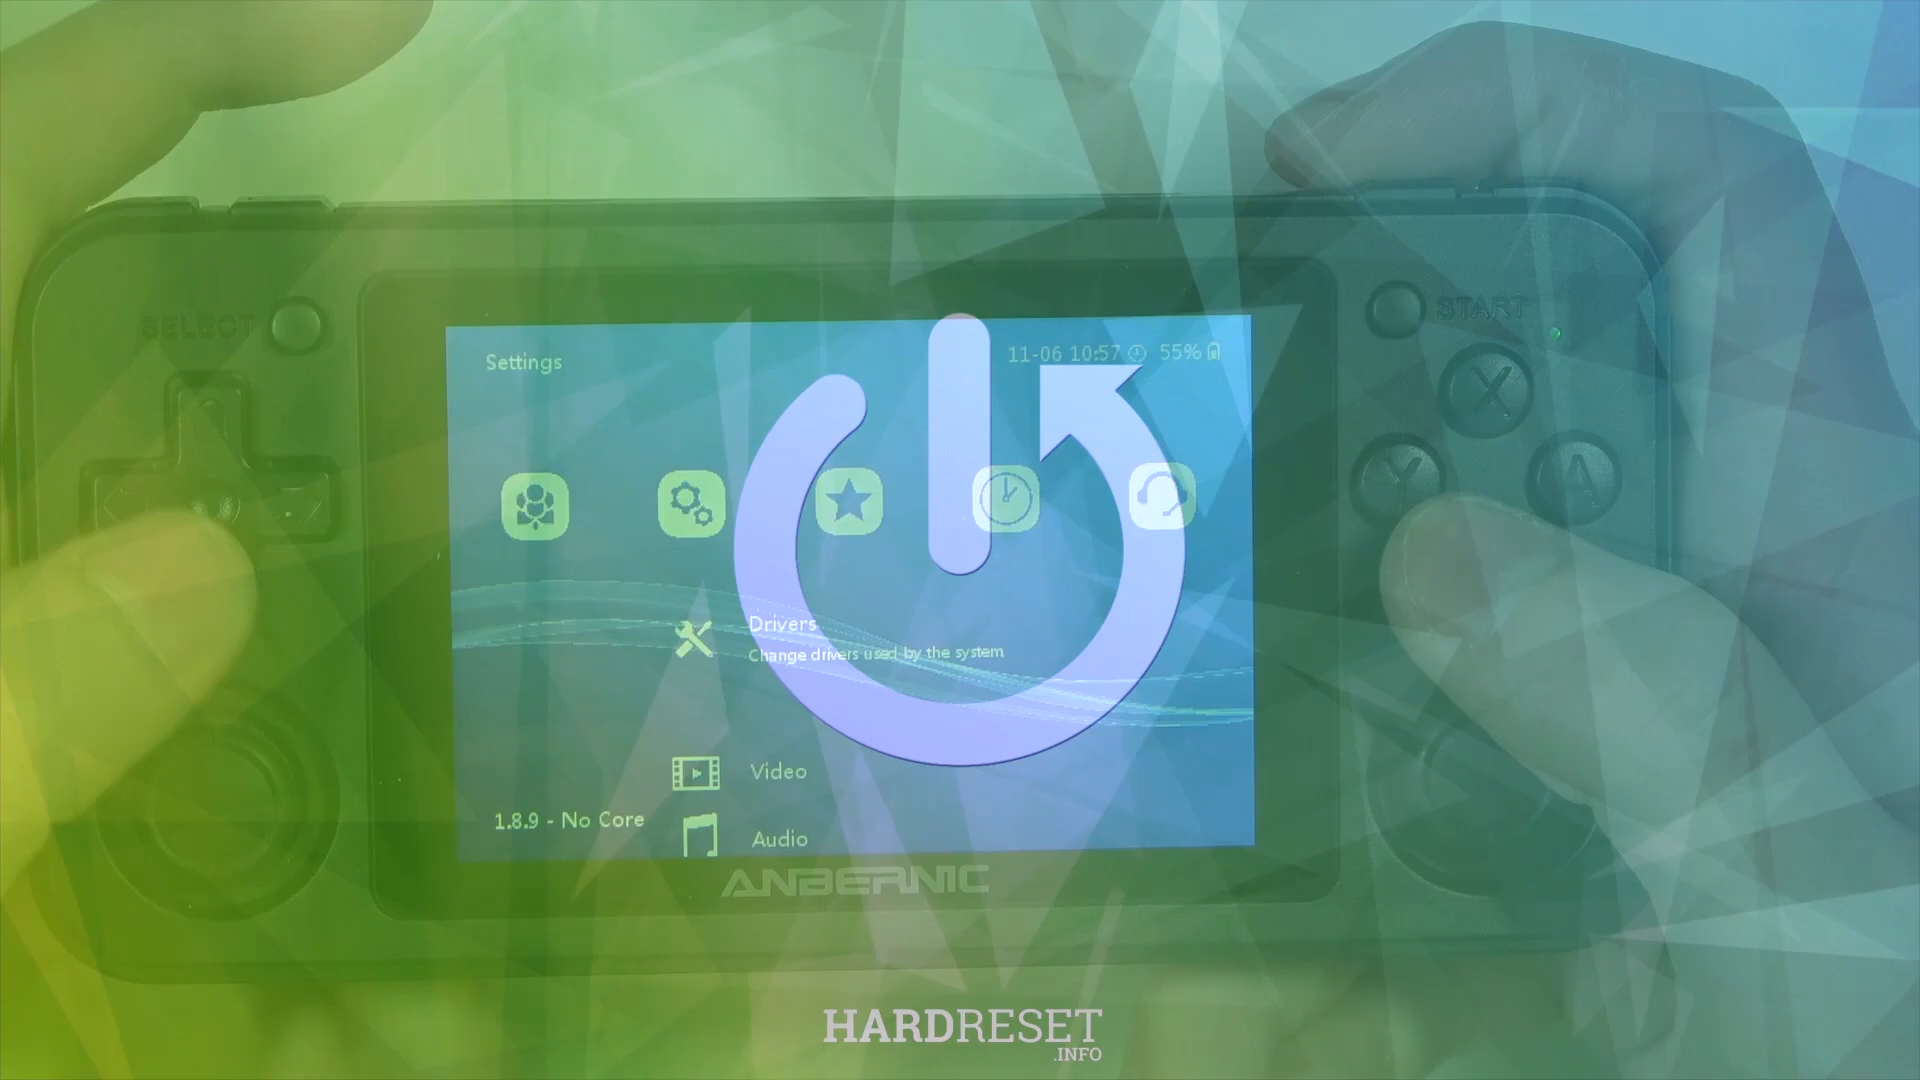 SELECT
START
Settings
11-06 10:57 55%
X
Y
A
Drivers
Change drivers used by the system
Video
1.8.9 - No Core
Audio
ANBERNIC
HARDRESET
.INFO